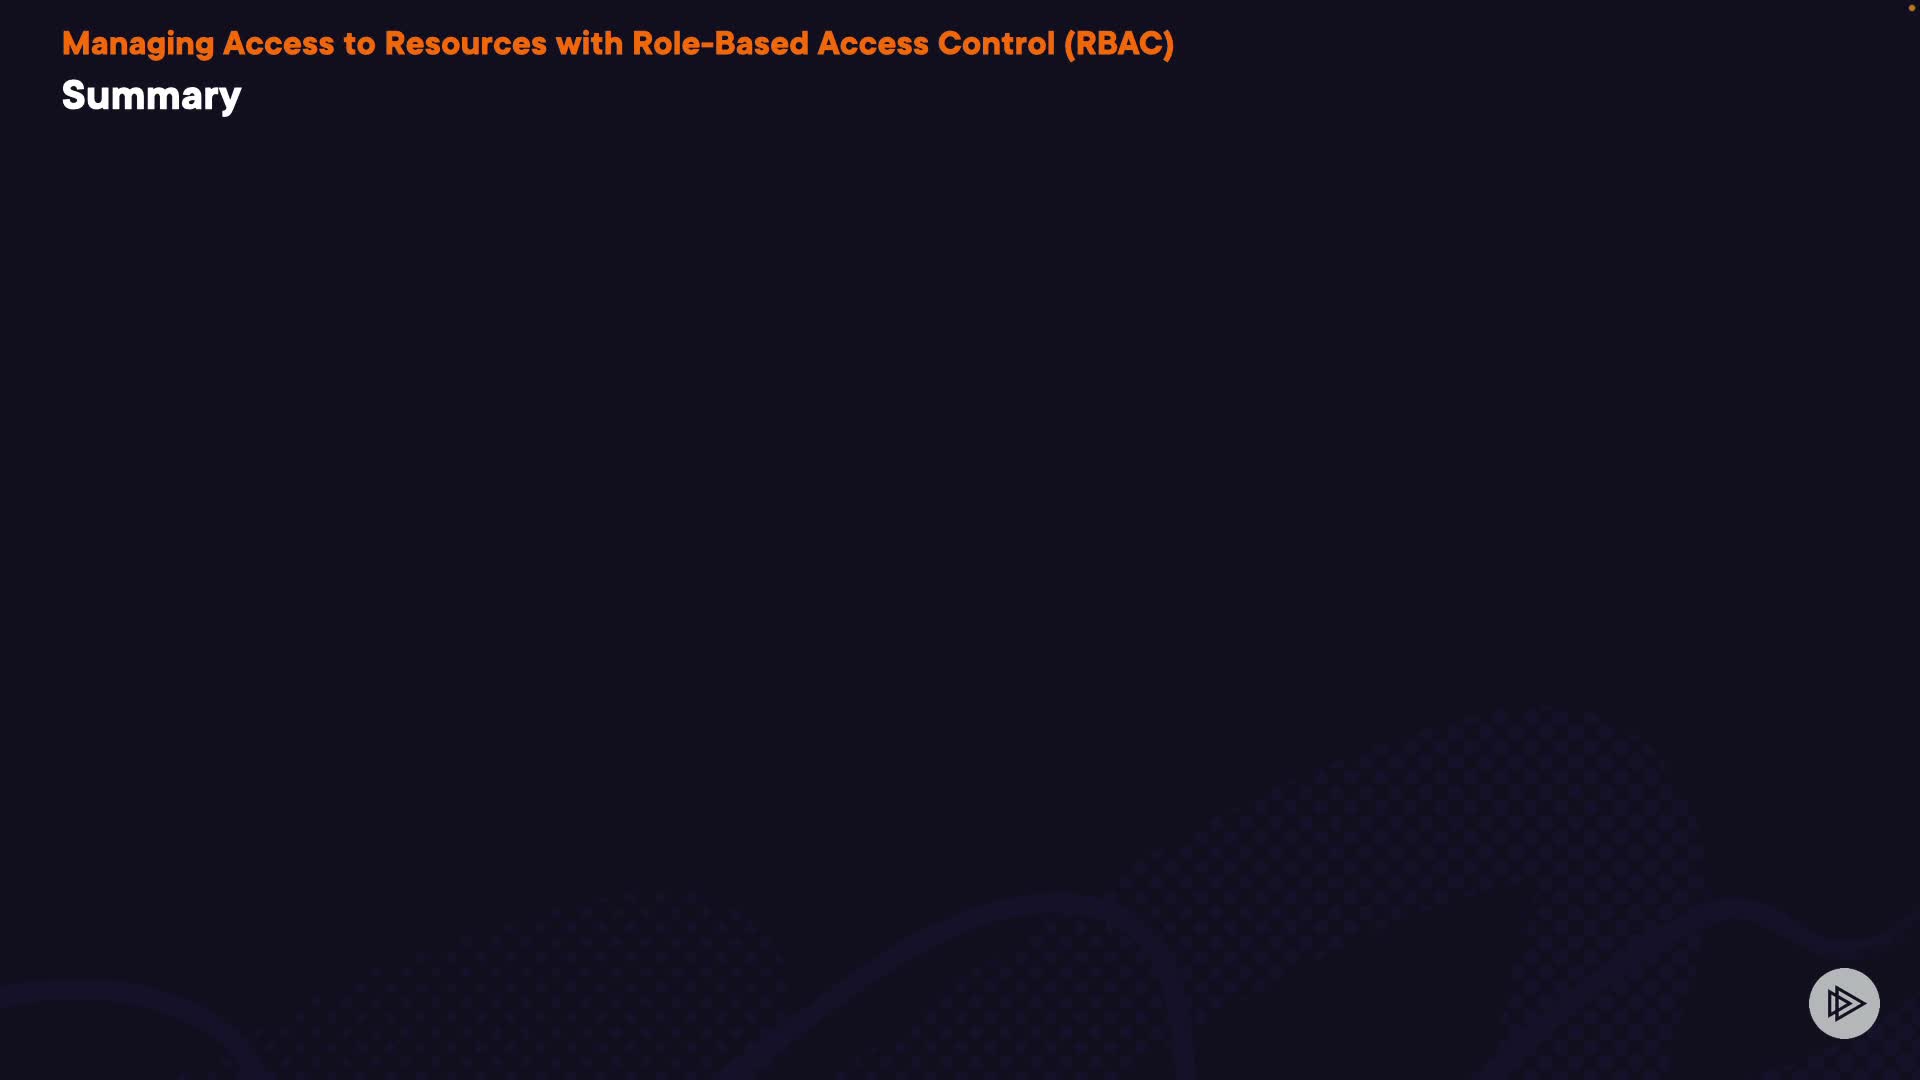 Managing Access to Resources with Role-Based Access Control (RBAC)
Summary